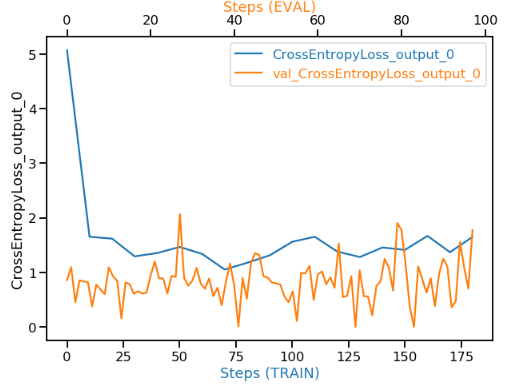 Steps (EVAL)
0 20 40 60 80 100
CrossEntropyLoss_output_0
val_CrossEntropyLoss_output_0
CrossEntropyLoss_output_0
5
4
3
2
1
0
0 25 50 75 100 125 150 175
Steps (TRAIN)